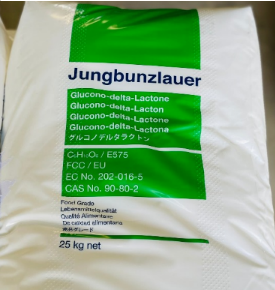 Jungbunzlauer
Glucono-delta-Lactone
Glucono-delta-Lacton
Glucono-delta-Lactone
Glucono-delta-Lactona
グルコノデルタラクトン
C₆H₁₀O₆ / E575
FCC / EU
EC No. 202-016-5
CAS No. 90-80-2
Food Grade
Lebensmittelqualität
Qualité Alimentaire
De calidad alimentaria
25 kg net